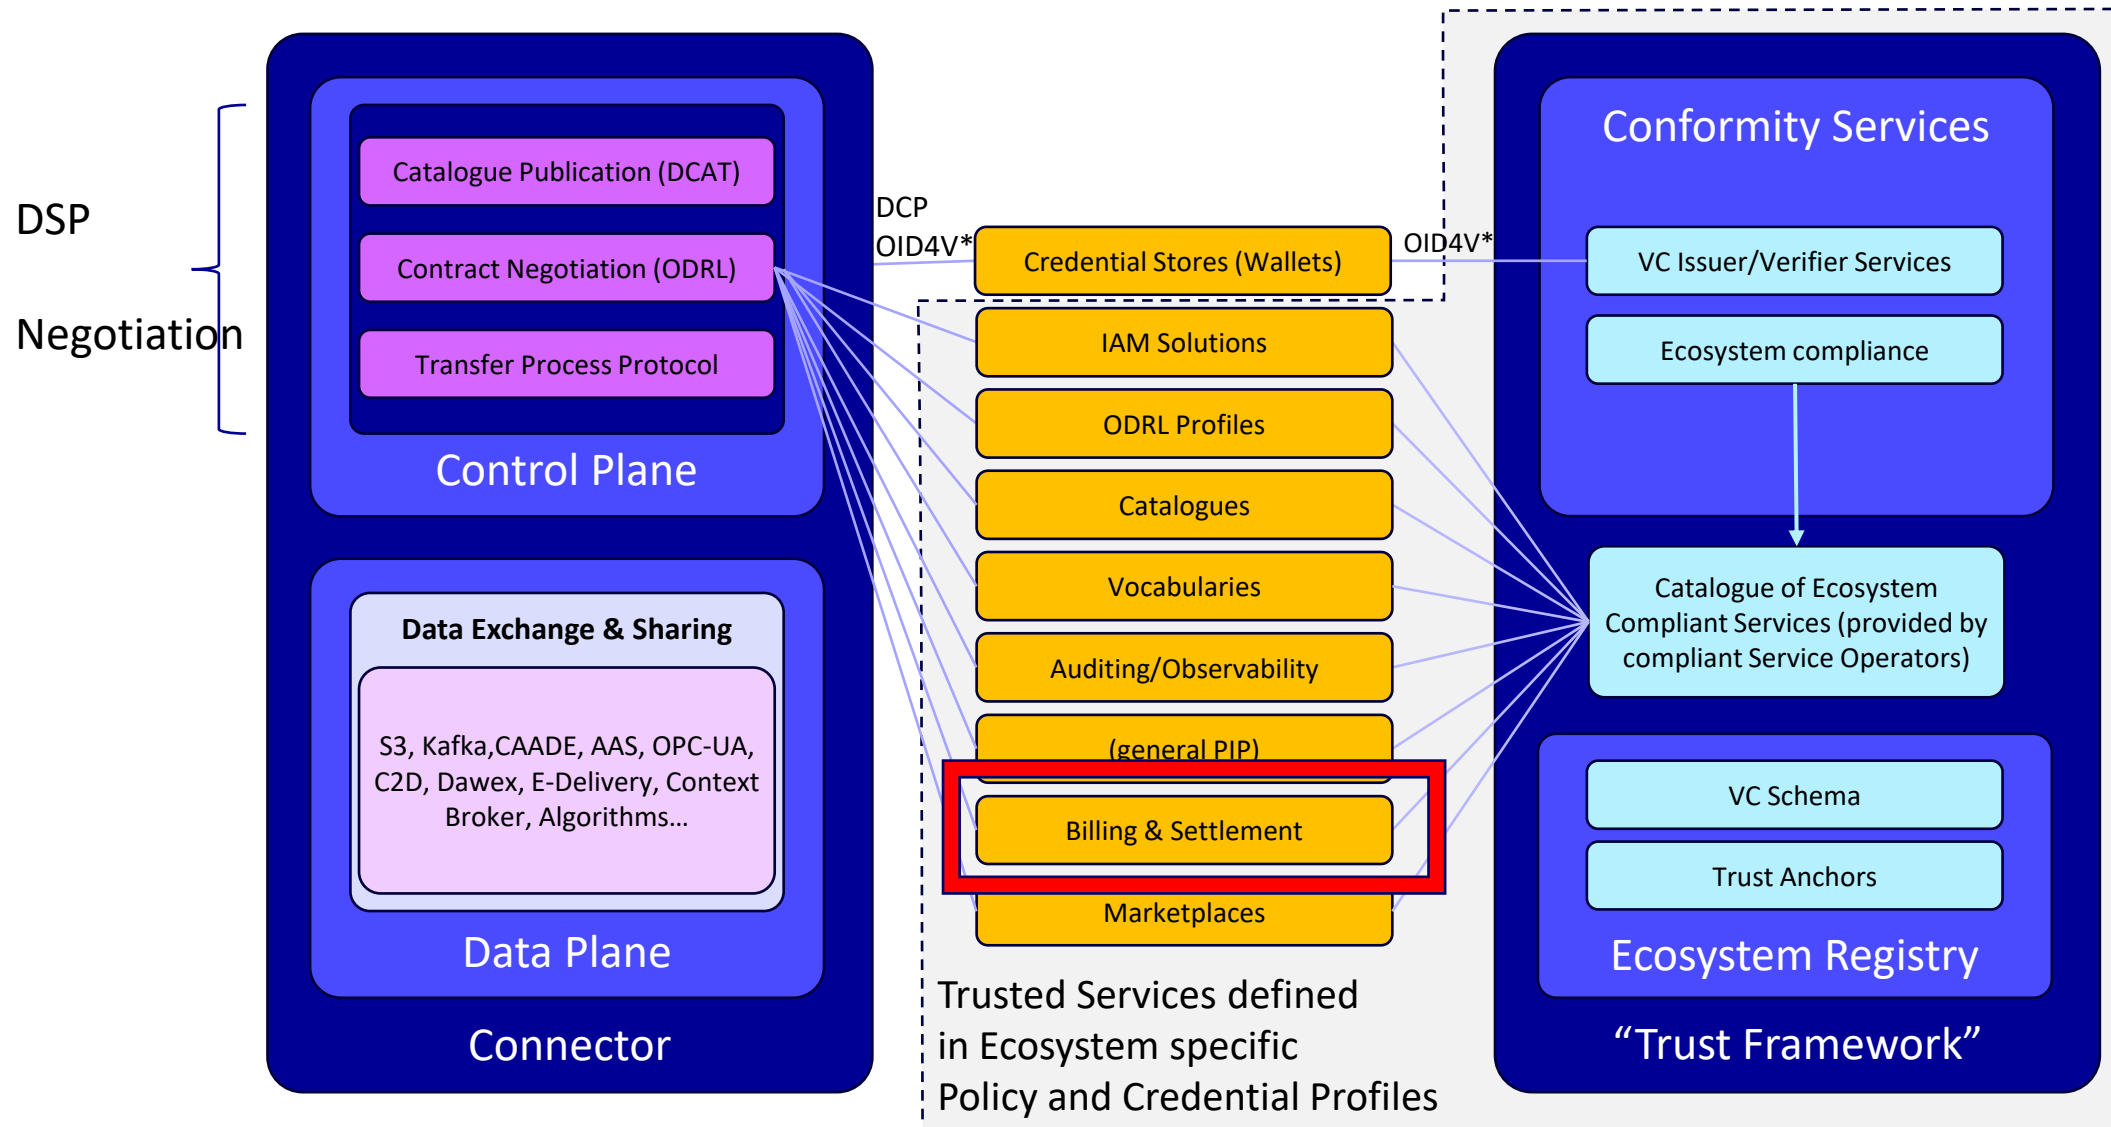 DSP
Negotiation
Catalogue Publication (DCAT)
Contract Negotiation (ODRL)
Transfer Process Protocol
Control Plane
Data Exchange & Sharing
S3, Kafka,CAADE, AAS, OPC-UA,
C2D, Dawex, E-Delivery, Context
Broker, Algorithms...
Data Plane
Connector
DCP
OID4V*
Credential Stores (Wallets)
OID4V*
IAM Solutions
ODRL Profiles
Catalogues
Vocabularies
Auditing/Observability
(general PIP)
Billing & Settlement
Marketplaces
Trusted Services defined
in Ecosystem specific
Policy and Credential Profiles
Conformity Services
VC Issuer/Verifier Services
Ecosystem compliance
Catalogue of Ecosystem
Compliant Services (provided by
compliant Service Operators)
VC Schema
Trust Anchors
Ecosystem Registry
“Trust Framework”